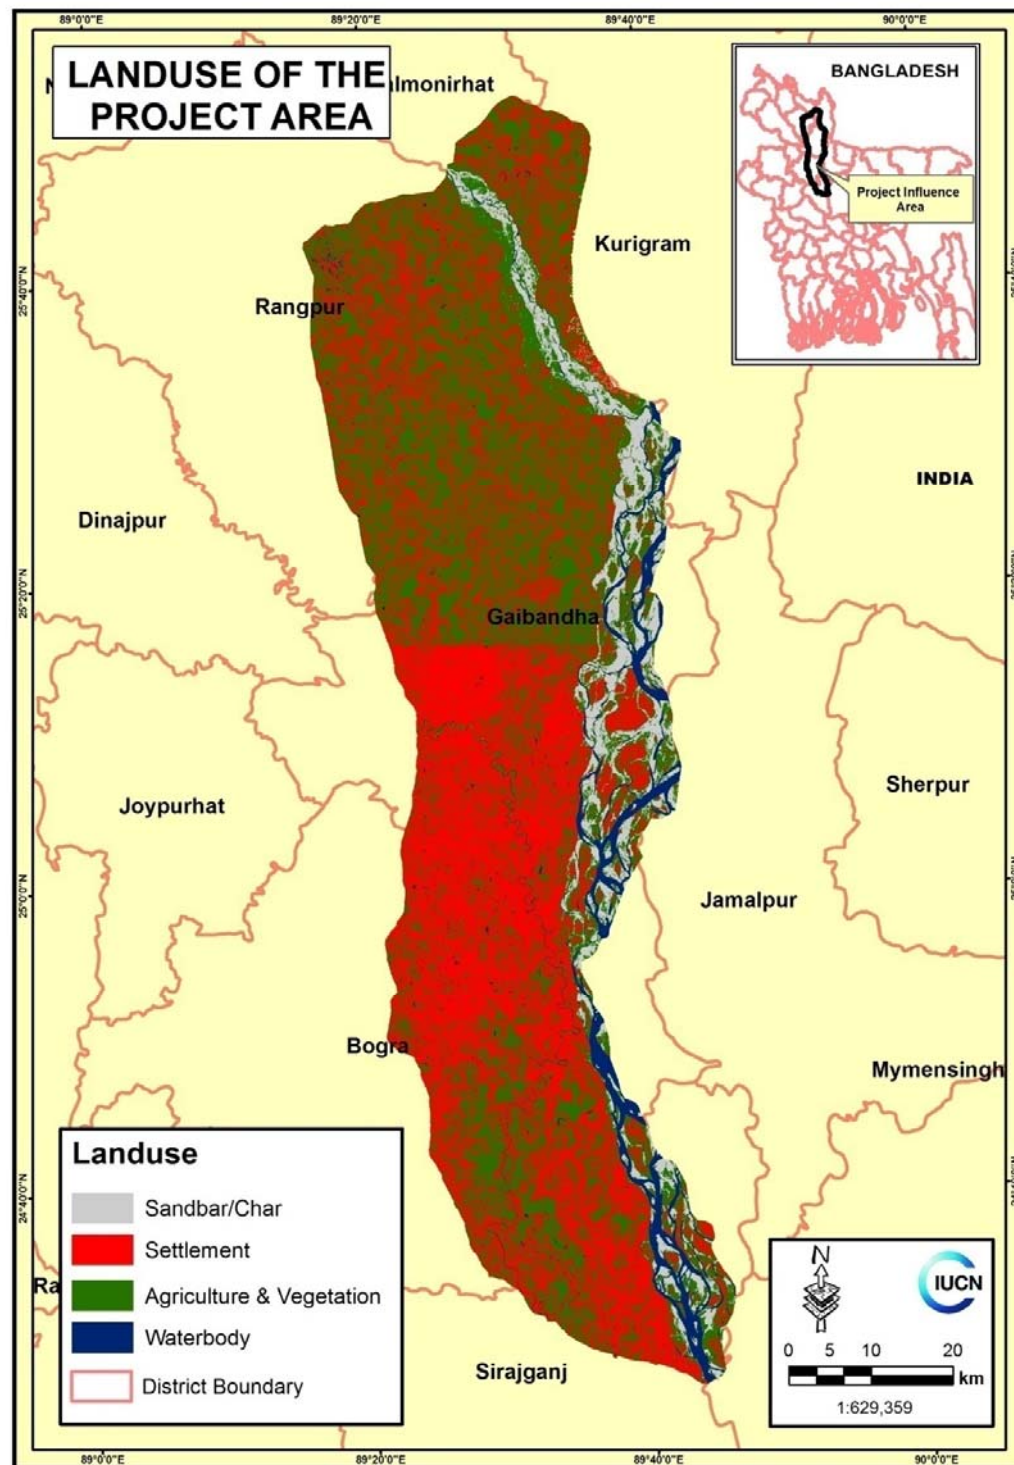 89°0'0"E 89°20'0"E 89°40'0"E 90°0'0"E
LANDUSE OF THE
PROJECT AREA
almonirhat
BANGLADESH
Project Influence
Area
Kurigram
Rangpur
25°40'0"N
INDIA
Dinajpur
25°20'0"N
Gaibandha
Sherpur
Joypurhat
25°0'0"N
Jamalpur
Bogra
Mymensingh
Landuse
Sandbar/Char
Settlement
Agriculture & Vegetation
Waterbody
District Boundary
24°40'0"N
Ra
Sirajganj
N
IUCN
0 5 10 20
km
1:629,359
89°0'0"E 89°20'0"E 89°40'0"E 90°0'0"E